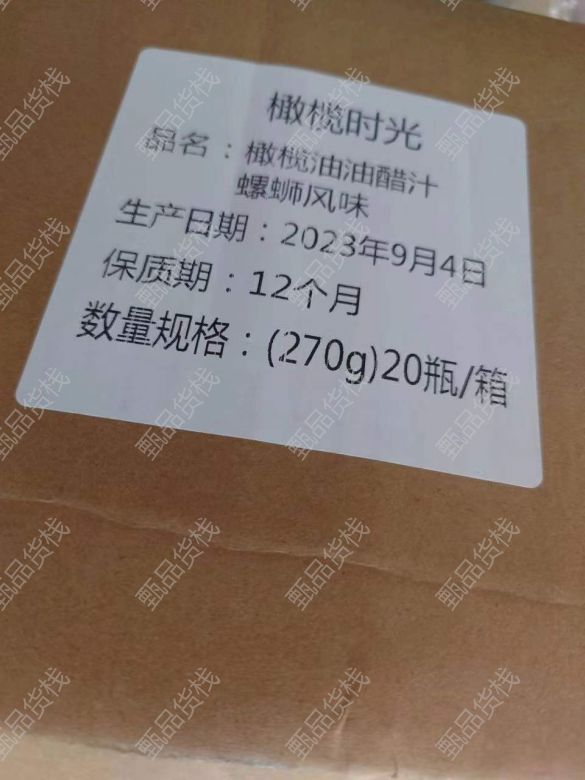 橄榄时光
品名：橄榄油油醋汁
螺蛳风味
生产日期：2023年9月4日
保质期：12个月
数量规格：(270g)20瓶/箱
甄品货栈